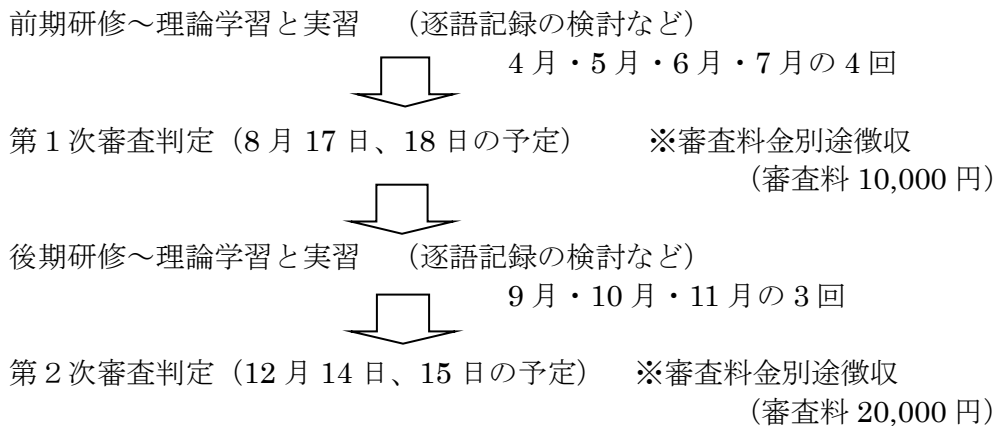 前期研修～理論学習と実習　（逐語記録の検討など）
4月・5月・6月・7月の4回
第1次審査判定（8月17日、18日の予定）　※審査料金別途徴収
（審査料 10,000円）
後期研修～理論学習と実習　（逐語記録の検討など）
9月・10月・11月の3回
第２次審査判定（12月14日、15日の予定）　※審査料金別途徴収
（審査料 20,000円）